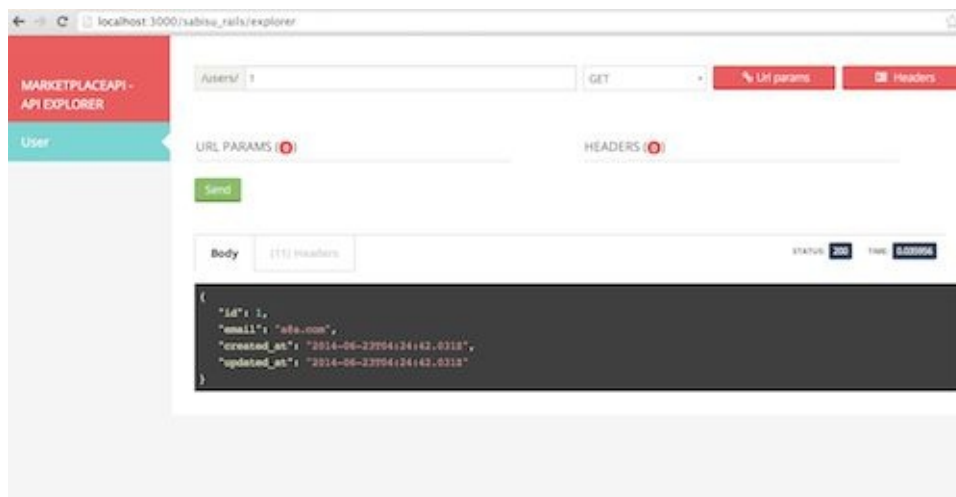 localhost:3000/sabisu_rails/explorer
MARKETPLACEAPI -
API EXPLORER
User
/users/ 1 GET Url params Headers
URL PARAMS (0) HEADERS (0)
Send
Body (11) Headers STATUS: 200 TIME: 0.035956
{
"id": 1,
"email": "a@a.com",
"created_at": "2014-06-23T04:24:42.031Z",
"updated_at": "2014-06-23T04:24:42.031Z"
}